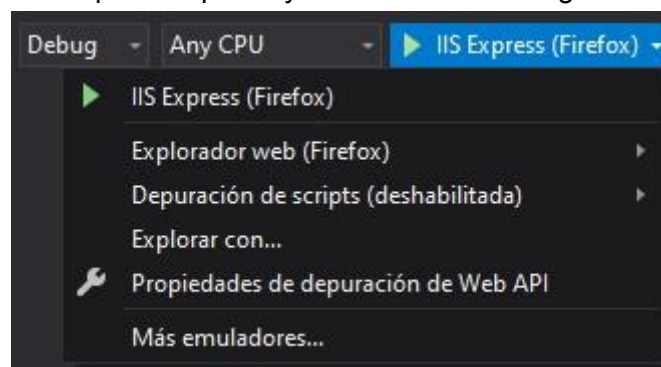 Debug Any CPU IIS Express (Firefox)
IIS Express (Firefox)
Explorador web (Firefox)
Depuración de scripts (deshabilitada)
Explorar con...
Propiedades de depuración de Web API
Más emuladores...